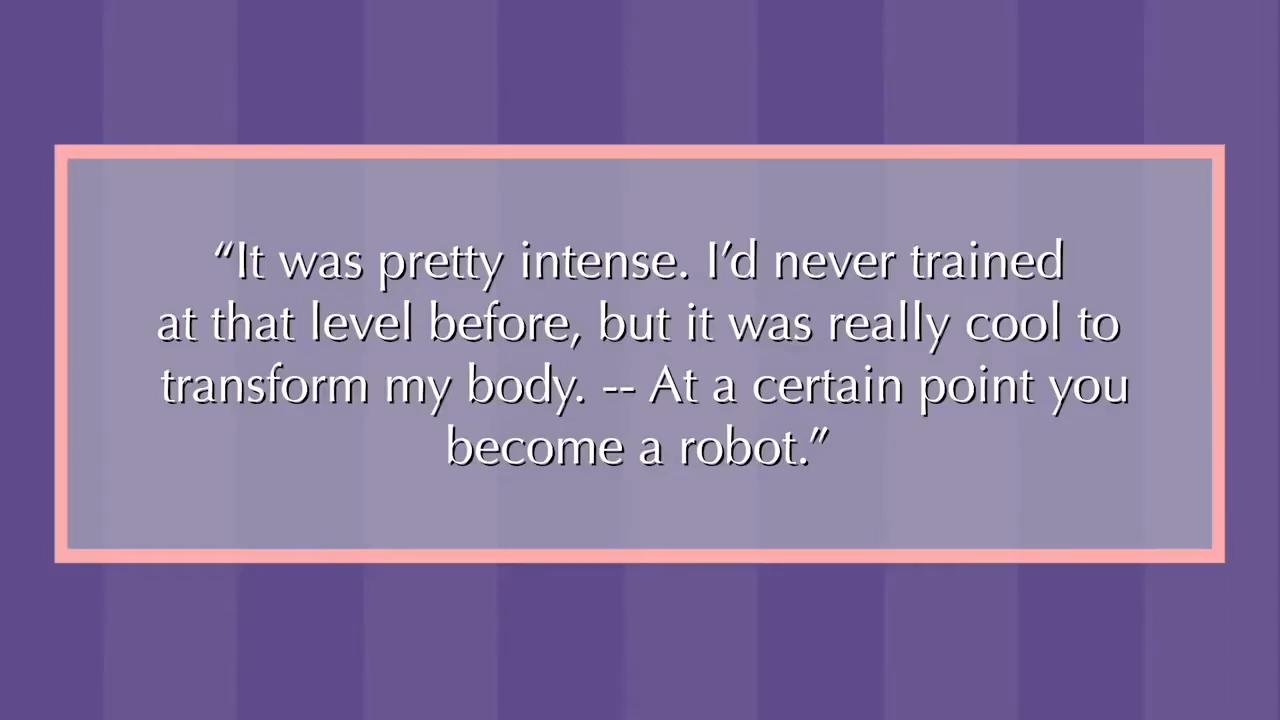 “It was pretty intense. I’d never trained
at that level before, but it was really cool to
transform my body. -- At a certain point you
become a robot.”